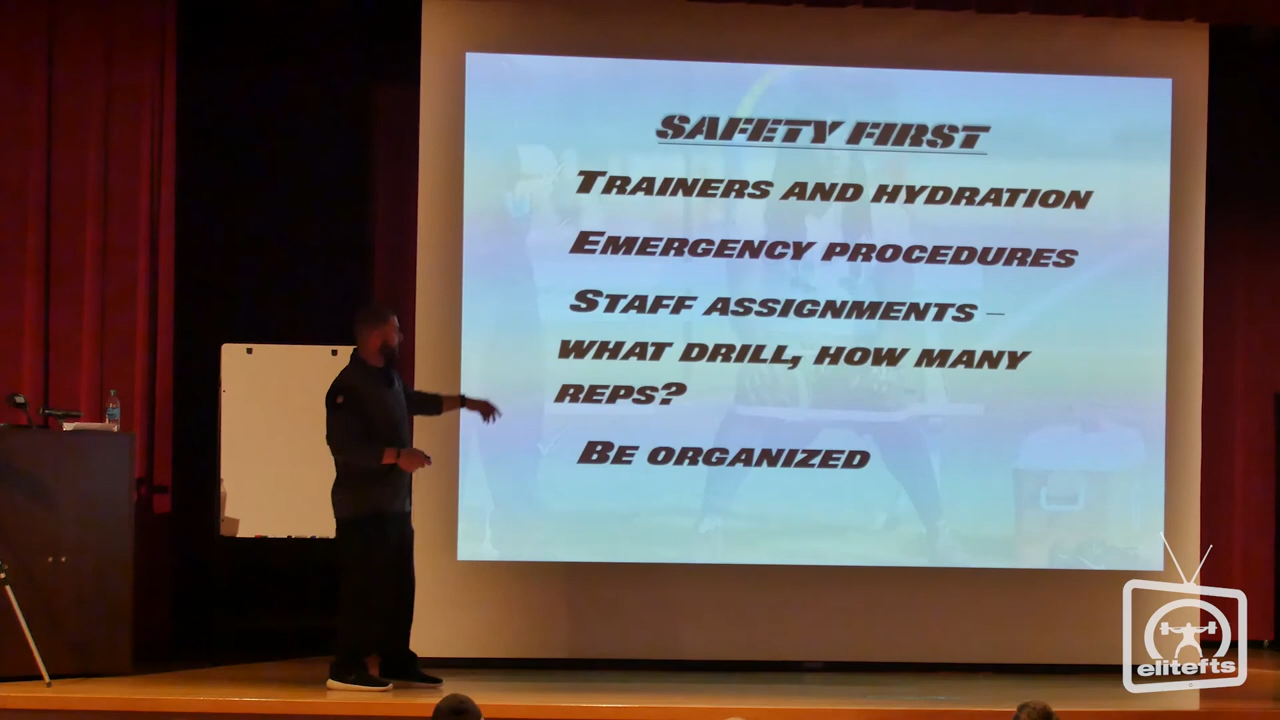 SAFETY FIRST
TRAINERS AND HYDRATION
EMERGENCY PROCEDURES
STAFF ASSIGNMENTS –
WHAT DRILL, HOW MANY
REPS?
BE ORGANIZED
elitefts